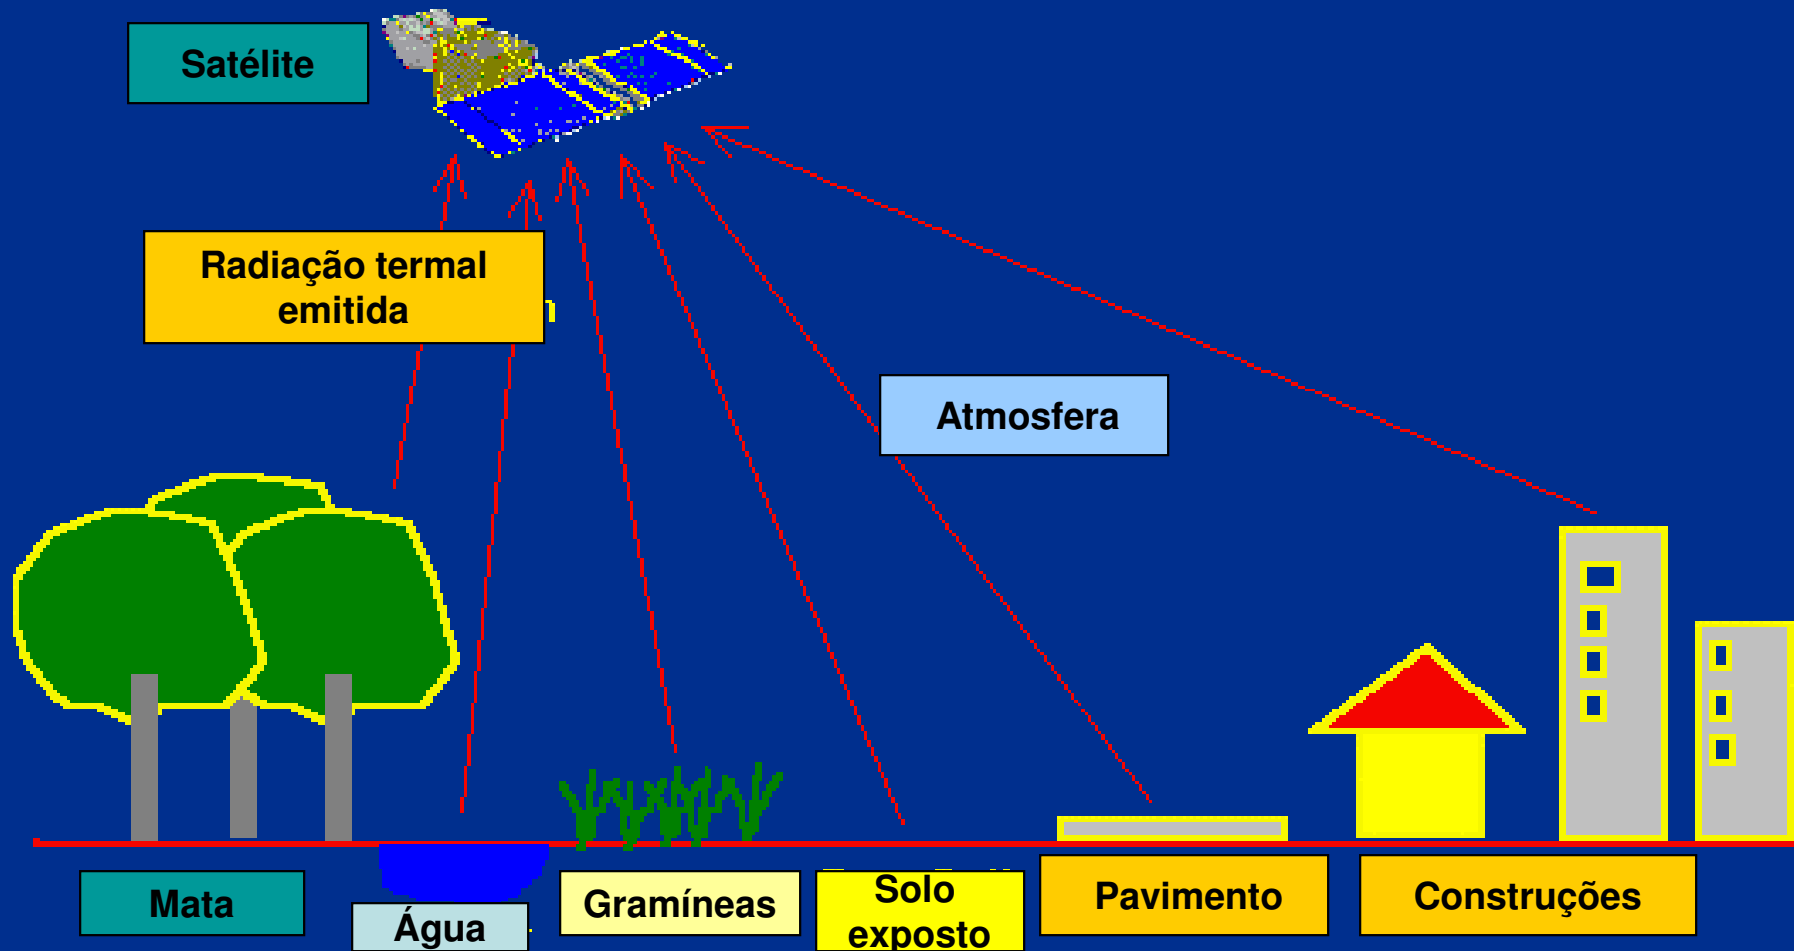 Satélite
Radiação termal
emitida
Atmosfera
Mata
Água
Gramíneas
Solo
exposto
Pavimento
Construções